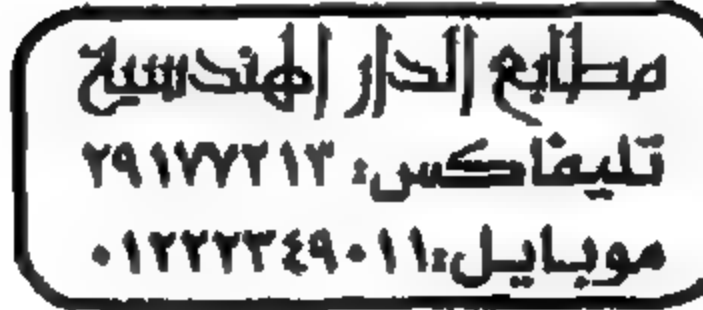 مطابع الدار الهندسية
تليفاكس: ٢٩١٧٧٢١٣
موبايل: ٠١٢٢٢٣٤٩٠١١